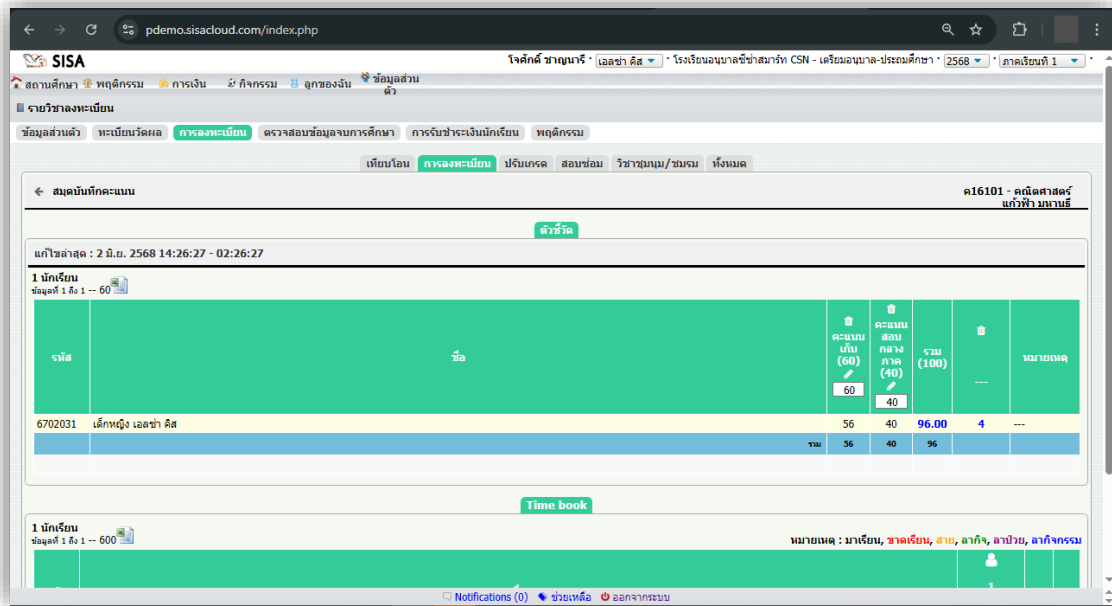 pdemo.sisacloud.com/index.php
SISA
โจศักดิ์ ชาญนารี · เอลซ่า คิส · โรงเรียนอนุบาลชีช่าสมาร์ท CSN - เตรียมอนุบาล-ประถมศึกษา · 2568 · ภาคเรียนที่ 1 ·
สถานศึกษา พฤติกรรม การเงิน กิจกรรม ลูกของฉัน ข้อมูลส่วนตัว
รายวิชาลงทะเบียน
ข้อมูลส่วนตัว ทะเบียนวัดผล การลงทะเบียน ตรวจสอบข้อมูลจบการศึกษา การรับชำระเงินนักเรียน พฤติกรรม
เทียบโอน การลงทะเบียน ปรับเกรด สอบซ่อม วิชาชุมนุม/ชมรม ทั้งหมด
สมุดบันทึกคะแนน
ค16101 - คณิตศาสตร์
แก้วฟ้า มหานธี
ตัวชี้วัด
แก้ไขล่าสุด : 2 มิ.ย. 2568 14:26:27 - 02:26:27
1 นักเรียน
ข้อมูลที่ 1 ถึง 1 -- 60
รหัส ชื่อ คะแนนเก็บ (60) 60 คะแนนสอบกลางภาค (40) 40 รวม (100) --- หมายเหตุ
6702031 เด็กหญิง เอลซ่า คิส 56 40 96.00 4 ---
รวม 56 40 96
Time book
1 นักเรียน
ข้อมูลที่ 1 ถึง 1 -- 600
หมายเหตุ : มาเรียน, ขาดเรียน, สาย, ลากิจ, ลาป่วย, ลากิจกรรม
1
Notifications (0) ช่วยเหลือ ออกจากระบบ